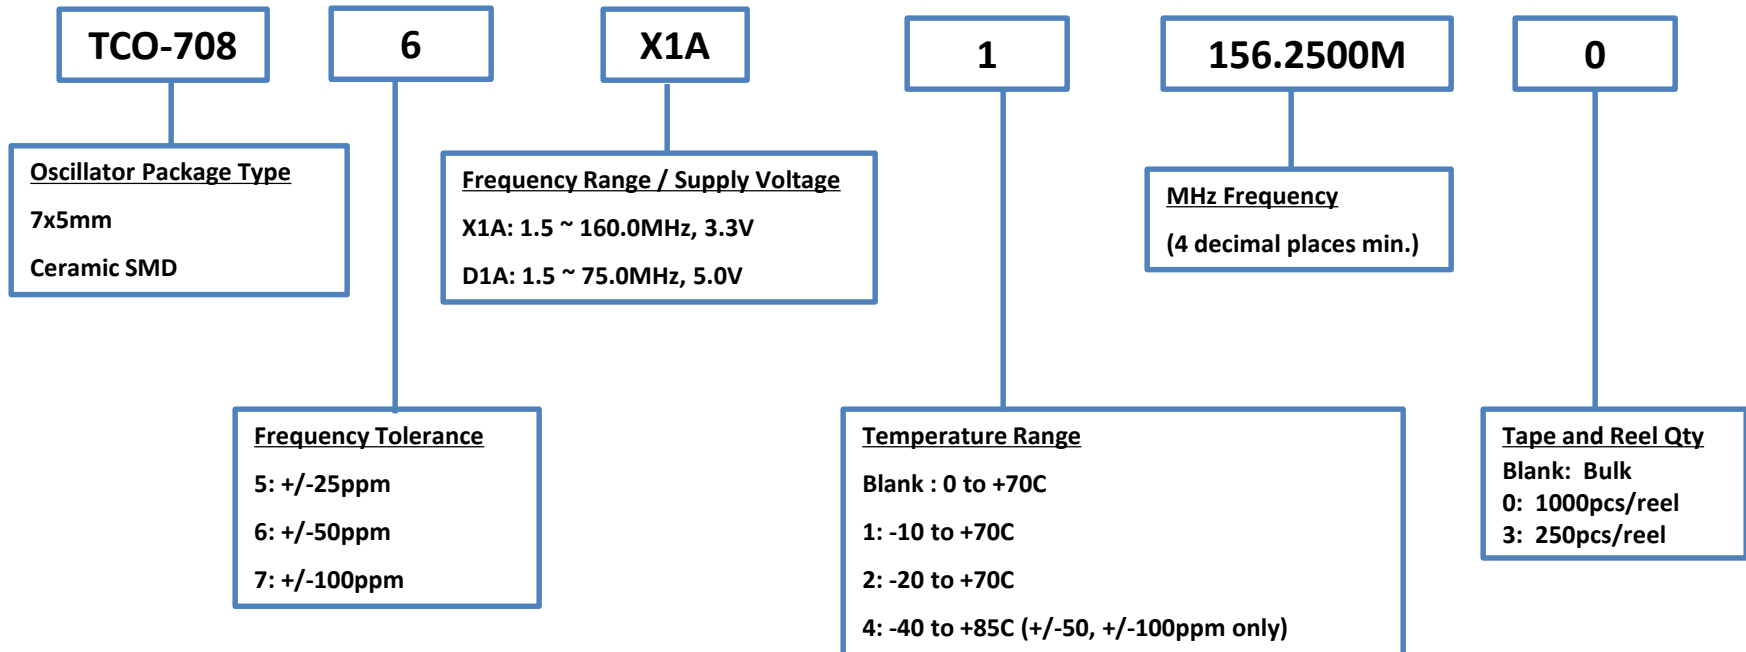 TCO-708
6
X1A
1
156.2500M
0
Oscillator Package Type
7x5mm
Ceramic SMD
Frequency Range / Supply Voltage
X1A: 1.5 ~ 160.0MHz, 3.3V
D1A: 1.5 ~ 75.0MHz, 5.0V
MHz Frequency
(4 decimal places min.)
Frequency Tolerance
5: +/-25ppm
6: +/-50ppm
7: +/-100ppm
Temperature Range
Blank : 0 to +70C
1: -10 to +70C
2: -20 to +70C
4: -40 to +85C (+/-50, +/-100ppm only)
Tape and Reel Qty
Blank: Bulk
0: 1000pcs/reel
3: 250pcs/reel